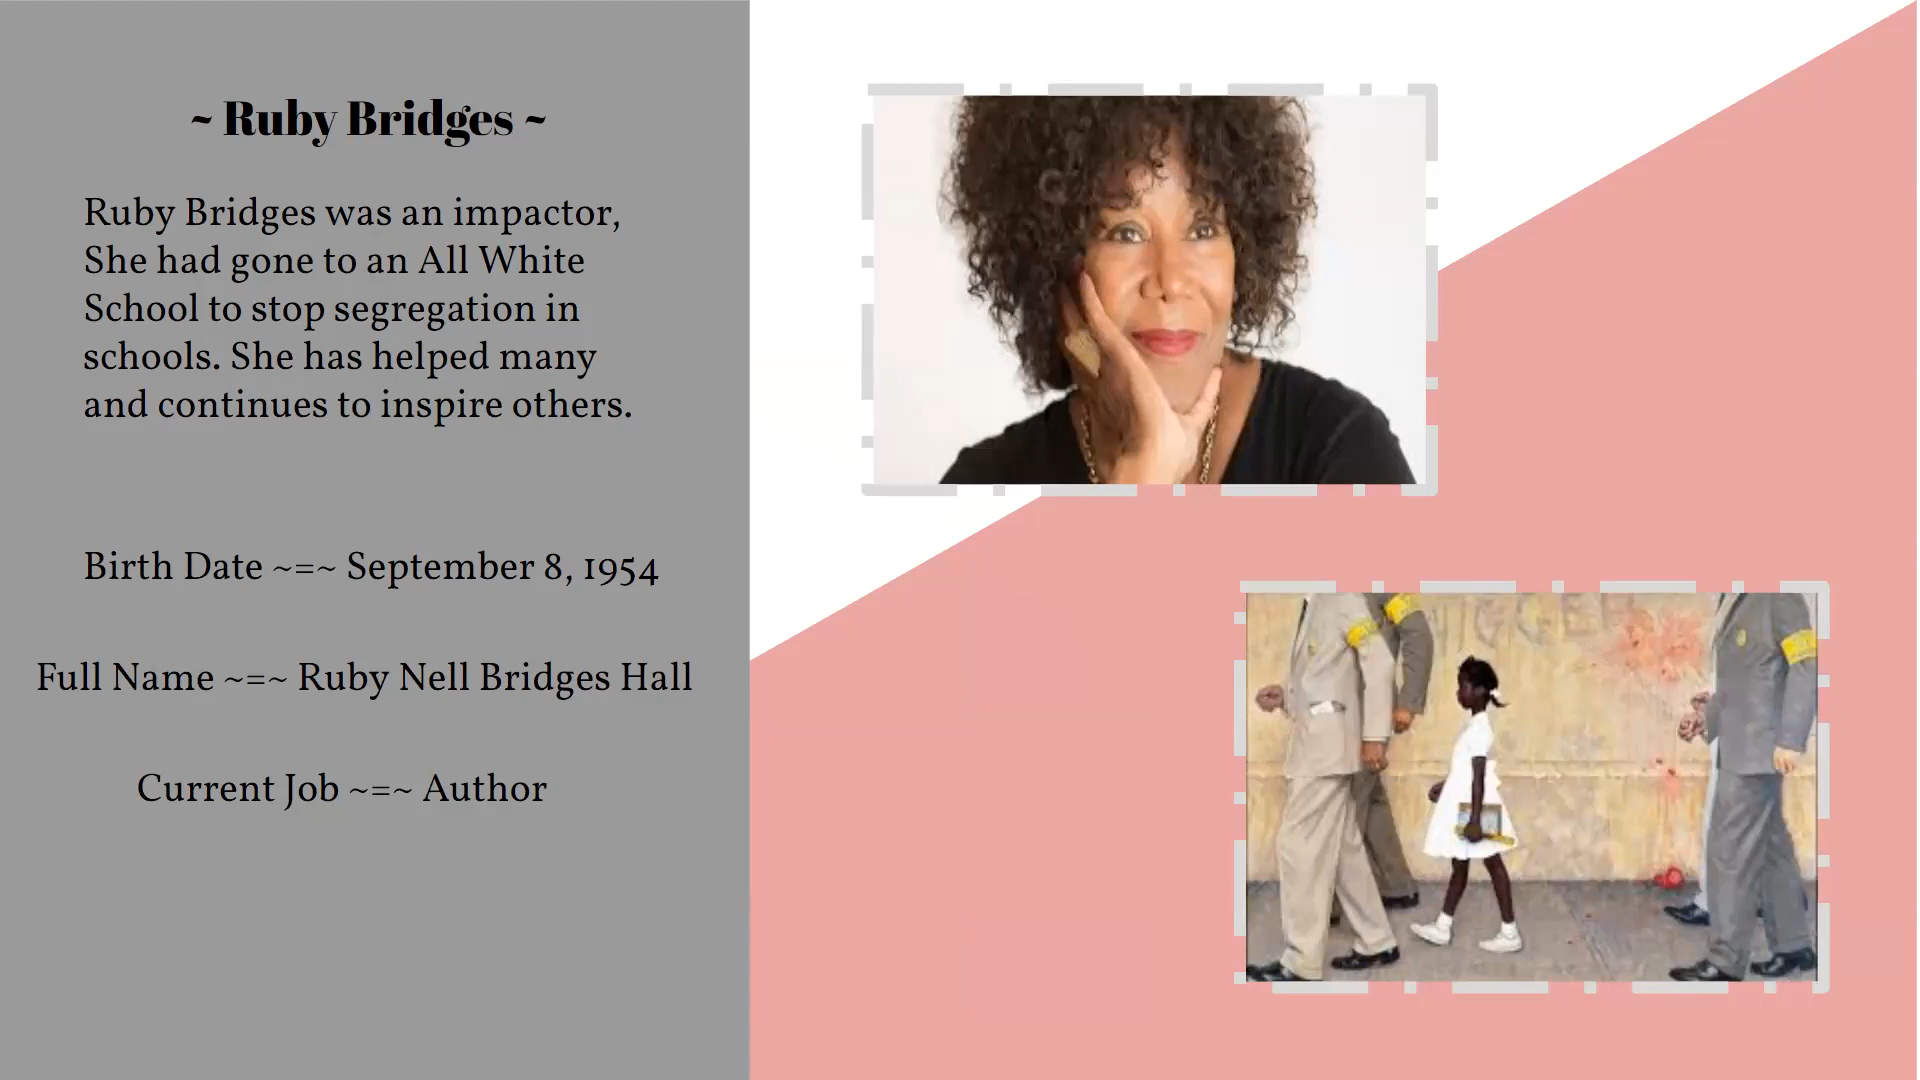 ~ Ruby Bridges ~
Ruby Bridges was an impactor,
She had gone to an All White
School to stop segregation in
schools. She has helped many
and continues to inspire others.
Birth Date ~=~ September 8, 1954
Full Name ~=~ Ruby Nell Bridges Hall
Current Job ~=~ Author